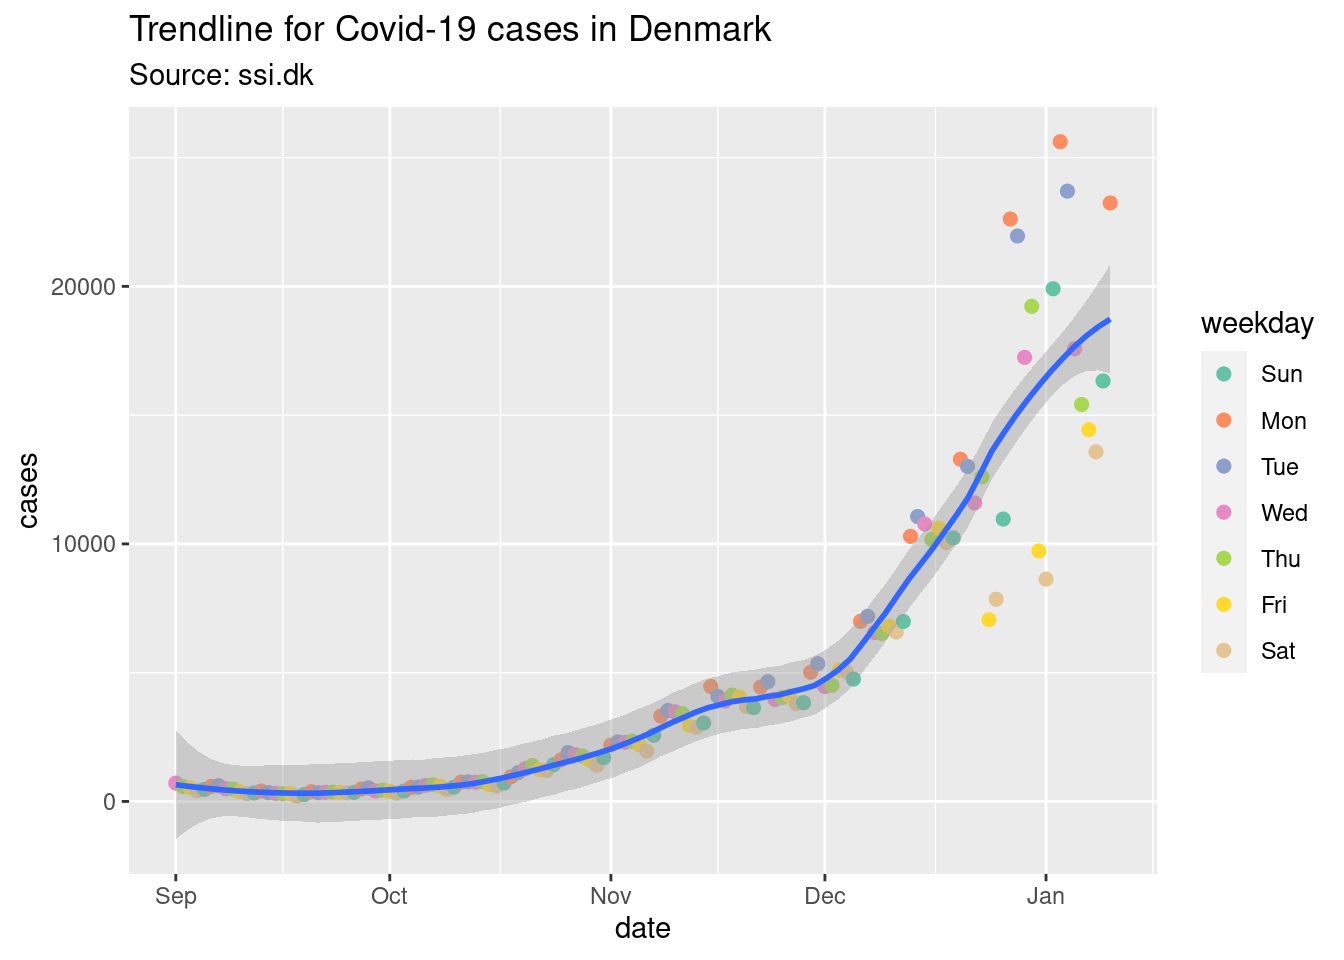 Trendline for Covid-19 cases in Denmark
Source: ssi.dk
cases
20000
10000
0
Sep
Oct
Nov
Dec
Jan
date
weekday
Sun
Mon
Tue
Wed
Thu
Fri
Sat